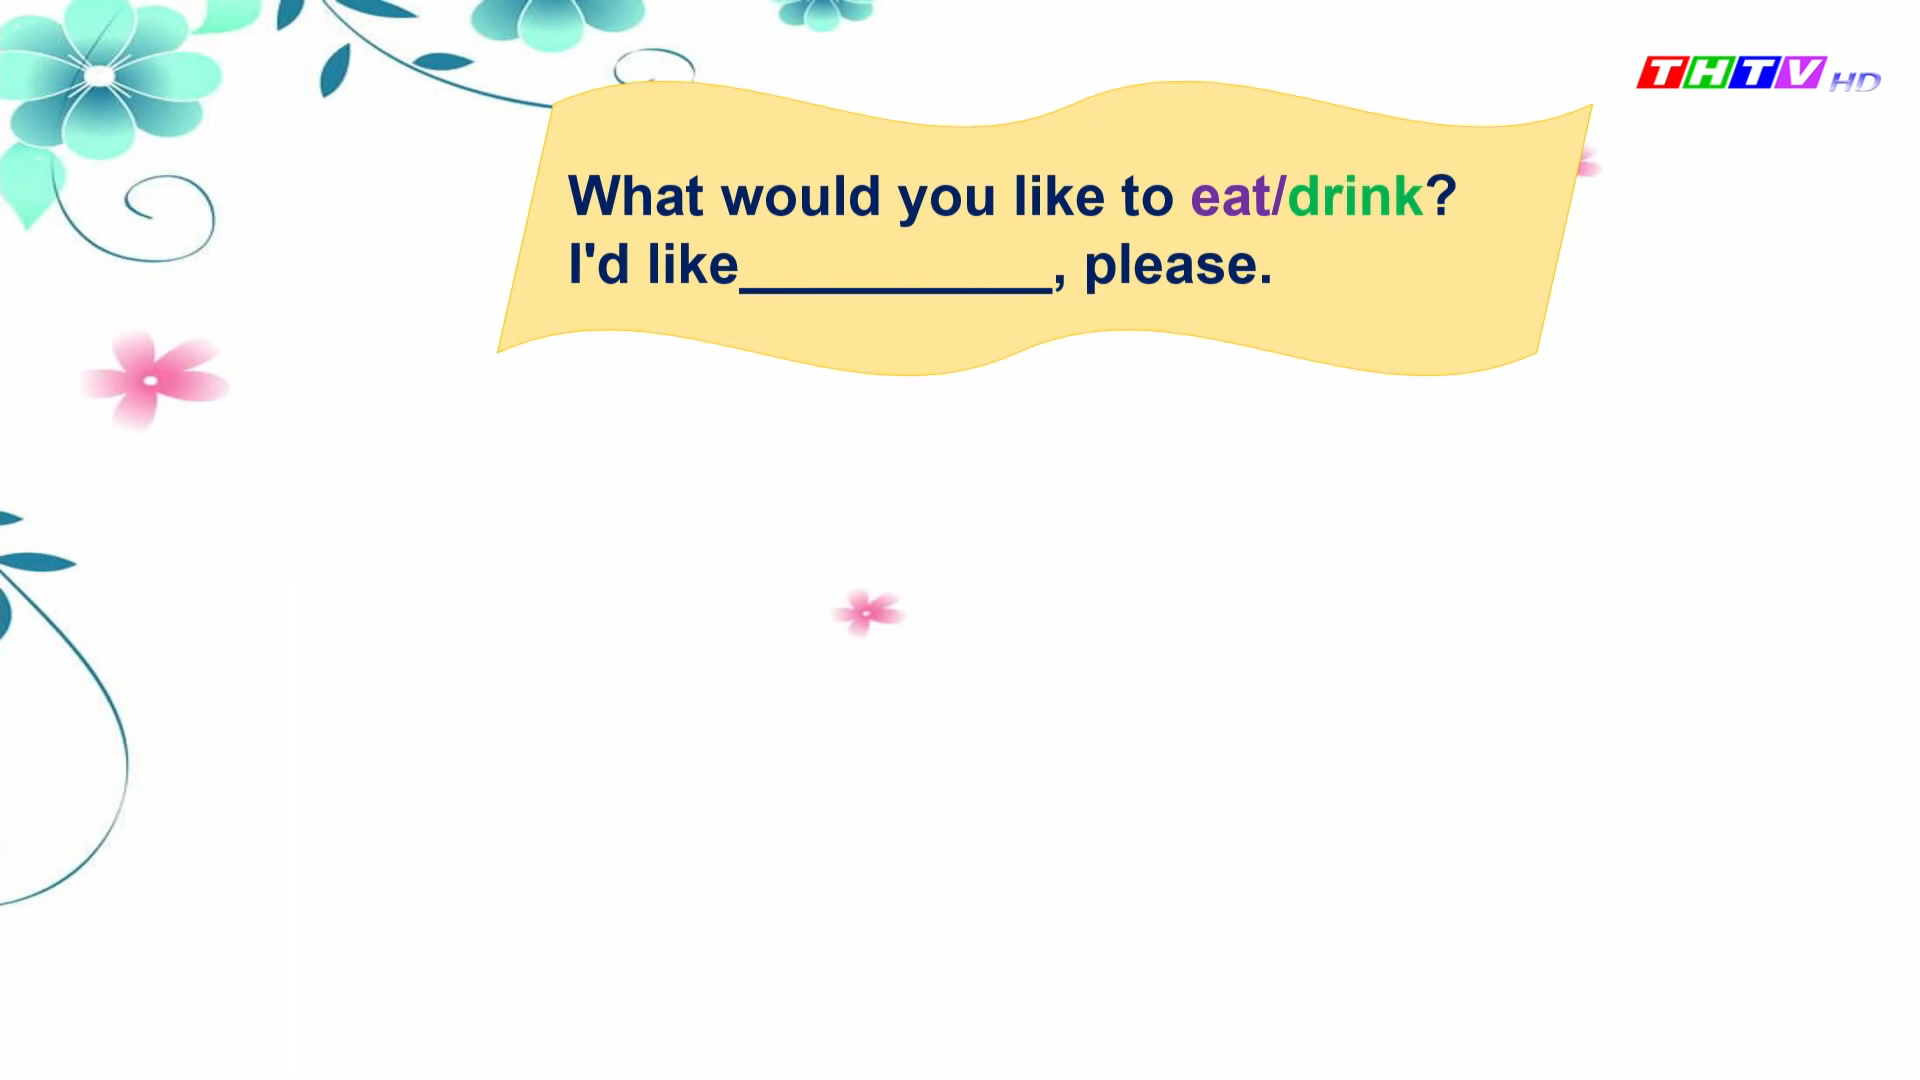 THTV HD
What would you like to eat/drink?
I'd like__________, please.